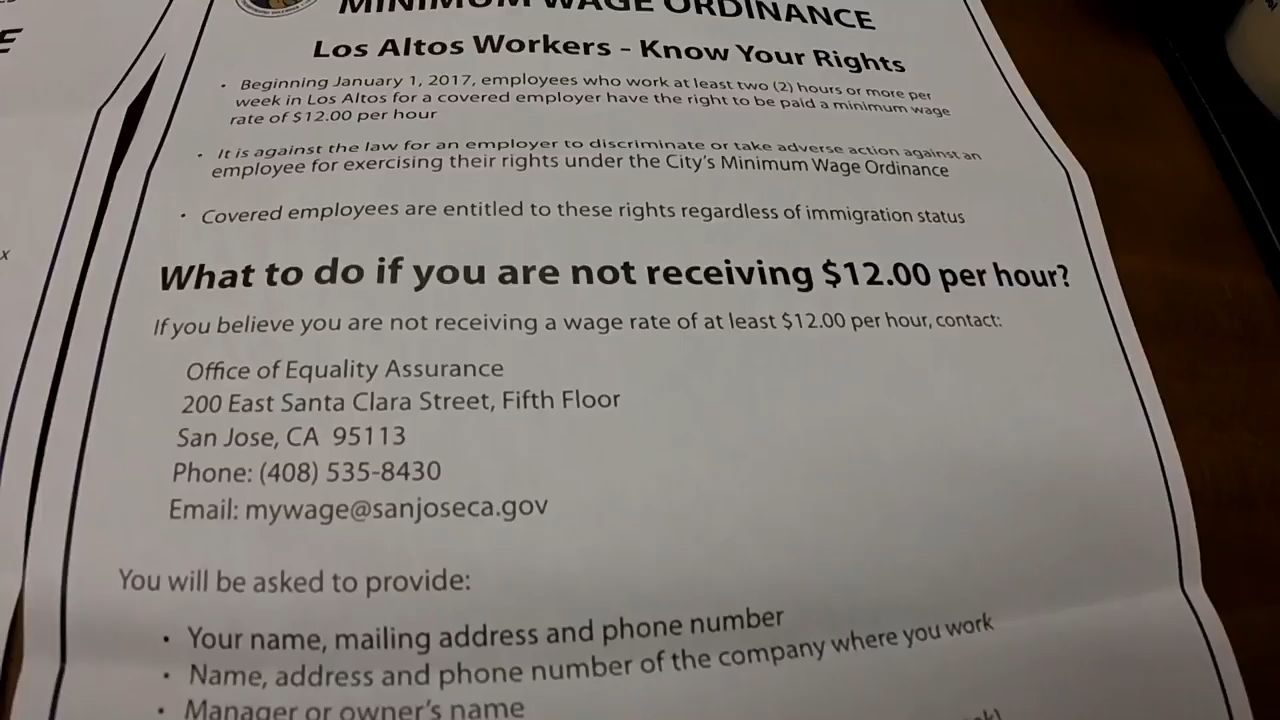 MINIMUM WAGE ORDINANCE
Los Altos Workers – Know Your Rights
• Beginning January 1, 2017, employees who work at least two (2) hours or more per
week in Los Altos for a covered employer have the right to be paid a minimum wage
rate of $12.00 per hour
• It is against the law for an employer to discriminate or take adverse action against an
employee for exercising their rights under the City's Minimum Wage Ordinance
• Covered employees are entitled to these rights regardless of immigration status
What to do if you are not receiving $12.00 per hour?
If you believe you are not receiving a wage rate of at least $12.00 per hour, contact:
Office of Equality Assurance
200 East Santa Clara Street, Fifth Floor
San Jose, CA 95113
Phone: (408) 535-8430
Email: mywage@sanjoseca.gov
You will be asked to provide:
• Your name, mailing address and phone number
• Name, address and phone number of the company where you work
• Manager or owner's name